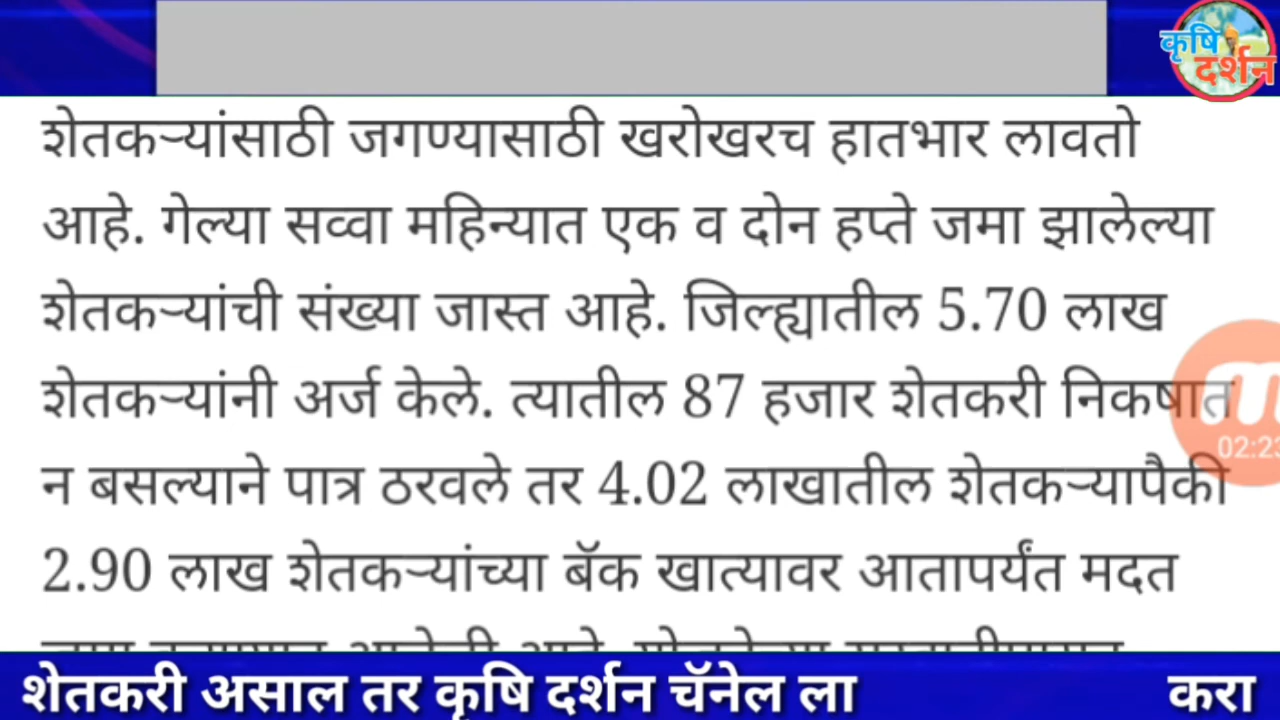 कृषि
दर्शन
शेतकऱ्यांसाठी जगण्यासाठी खरोखरच हातभार लावतो
आहे. गेल्या सव्वा महिन्यात एक व दोन हप्ते जमा झालेल्या
शेतकऱ्यांची संख्या जास्त आहे. जिल्ह्यातील 5.70 लाख
शेतकऱ्यांनी अर्ज केले. त्यातील 87 हजार शेतकरी निकषात
न बसल्याने पात्र ठरवले तर 4.02 लाखातील शेतकऱ्यापैकी
2.90 लाख शेतकऱ्यांच्या बॅक खात्यावर आतापर्यंत मदत
02:23
शेतकरी असाल तर कृषि दर्शन चॅनेल ला करा